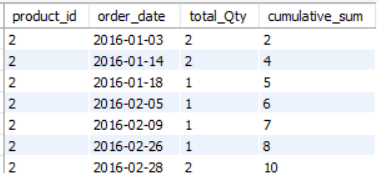 product_id order_date total_Qty cumulative_sum
2 2016-01-03 2 2
2 2016-01-14 2 4
2 2016-01-18 1 5
2 2016-02-05 1 6
2 2016-02-09 1 7
2 2016-02-26 1 8
2 2016-02-28 2 10